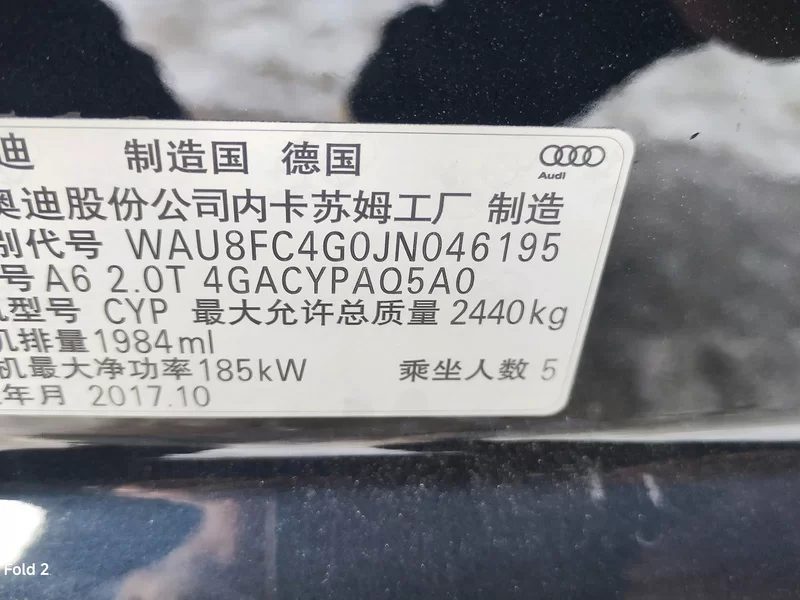 迪 制造国 德国
Audi
奥迪股份公司内卡苏姆工厂 制造
别代号 WAU8FC4G0JN046195
号 A6 2.0T 4GACYPAQ5A0
机型号 CYP 最大允许总质量 2440kg
机排量 1984ml
机最大净功率 185kW 乘坐人数 5
年月 2017.10
Fold 2